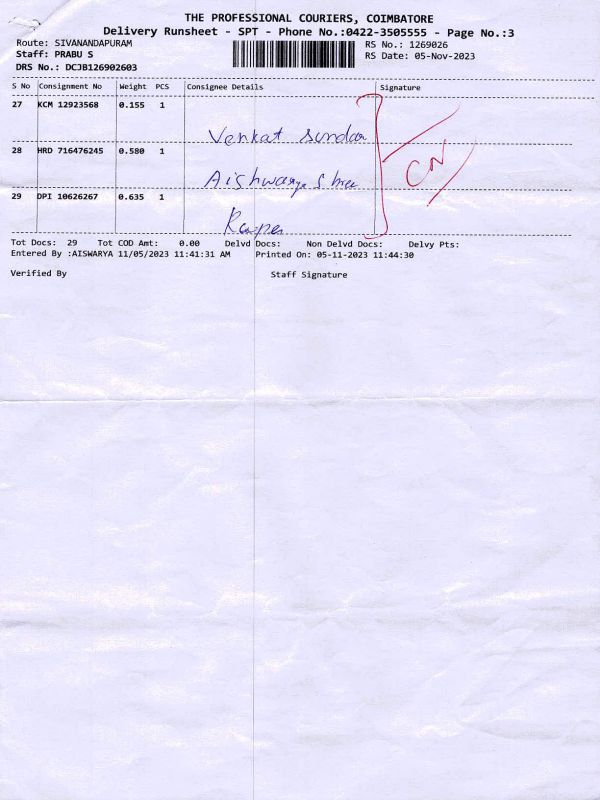 THE PROFESSIONAL COURIERS, COIMBATORE
Delivery Runsheet - SPT - Phone No.:0422-3505555 - Page No.:3
Route: SIVANANDAPURAM RS No.: 1269026
Staff: PRABU S RS Date: 05-Nov-2023
DRS No.: DCJB126902603
S No Consignment No Weight PCS Consignee Details Signature
27 KCM 12923568 0.155 1
Venkat Sundar
28 HRD 716476245 0.580 1
Aishwarya Shree
29 DPI 10626267 0.635 1
CN
Tot Docs: 29 Tot COD Amt: 0.00 Delvd Docs: Non Delvd Docs: Delvy Pts:
Entered By :AISWARYA 11/05/2023 11:41:31 AM Printed On: 05-11-2023 11:44:30
Verified By Staff Signature